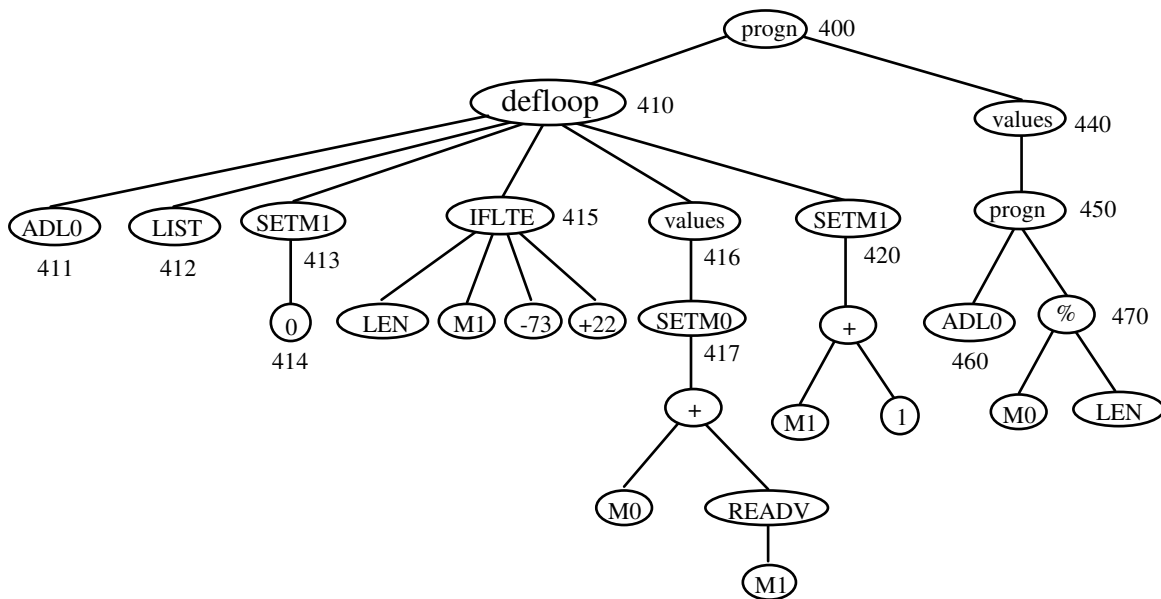 progn 400
defloop 410
values 440
ADL0 LIST SETM1 IFLTE 415 values SETM1 progn 450
411 412 413 416 420
0 LEN M1 -73 +22 SETM0 + ADL0 % 470
414 417 460
+ M1 1 M0 LEN
M0 READV
M1